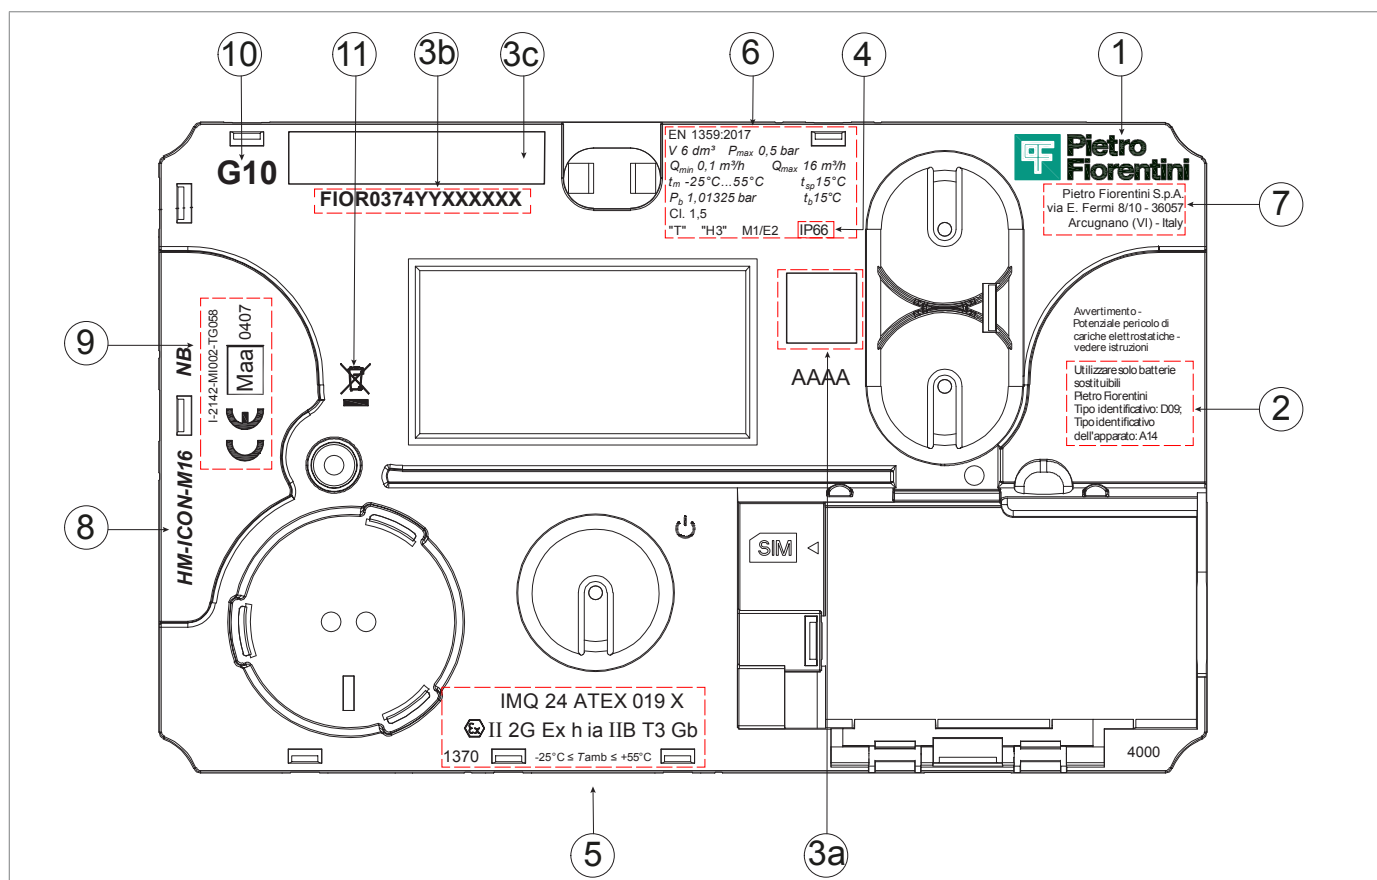 10
11
3b
3c
6
4
1
G10
FIOR0374YYXXXXXX
EN 1359:2017
V 6 dm³ Pmax 0,5 bar
Qmin 0,1 m³/h Qmax 16 m³/h
tm -25°C...55°C tsp 15°C
Pb 1,01325 bar tb 15°C
Cl. 1,5
"T" "H3" M1/E2 IP66
Pietro
Fiorentini
Pietro Fiorentini S.p.A.
via E. Fermi 8/10 - 36057
Arcugnano (VI) - Italy
7
9
8
HM-ICON-M16 NB.
I-2142-MI002-TG058
CE Maa 0407
AAAA
Avvertimento -
Potenziale pericolo di
cariche elettrostatiche -
vedere istruzioni
Utilizzare solo batterie
sostituibili
Pietro Fiorentini
Tipo identificativo: D09;
Tipo identificativo
dell'apparato: A14
2
SIM
IMQ 24 ATEX 019 X
Ex II 2G Ex h ia IIB T3 Gb
1370 -25°C ≤ Tamb ≤ +55°C
4000
5
3a